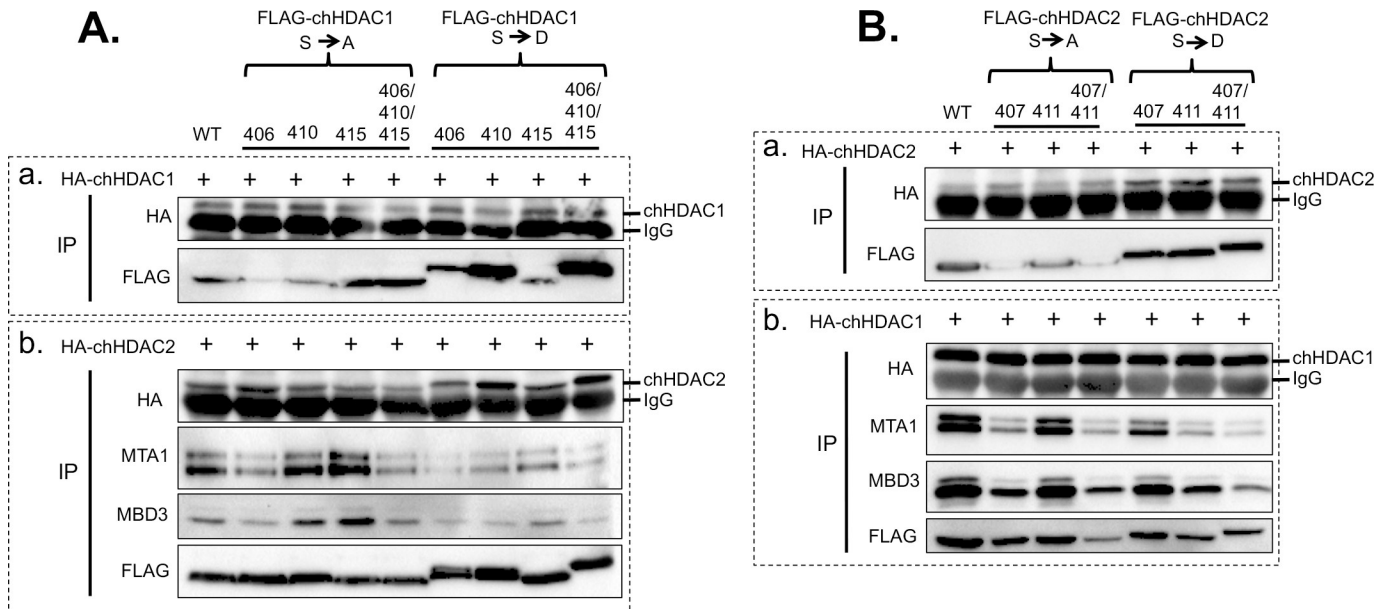 A.
FLAG-chHDAC1
S → A
FLAG-chHDAC1
S → D
WT
406
410
415
406/
410/
415
406
410
415
406/
410/
415
a.
HA-chHDAC1 + + + + + + + + +
IP
HA
chHDAC1
IgG
FLAG
b.
HA-chHDAC2 + + + + + + + + +
IP
HA
chHDAC2
IgG
MTA1
MBD3
FLAG
B.
FLAG-chHDAC2
S → A
FLAG-chHDAC2
S → D
WT
407
411
407/
411
407
411
407/
411
a.
HA-chHDAC2 + + + + + + +
IP
HA
chHDAC2
IgG
FLAG
b.
HA-chHDAC1 + + + + + + +
IP
HA
chHDAC1
IgG
MTA1
MBD3
FLAG